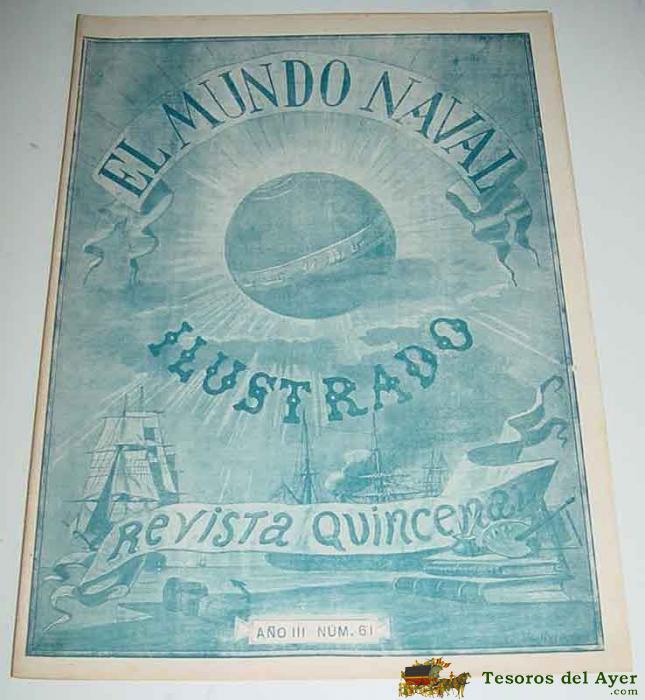 EL MUNDO NAVAL
ILUSTRADO
Revista Quincenal
AÑO III NÚM. 61
Tesoros del Ayer
.com